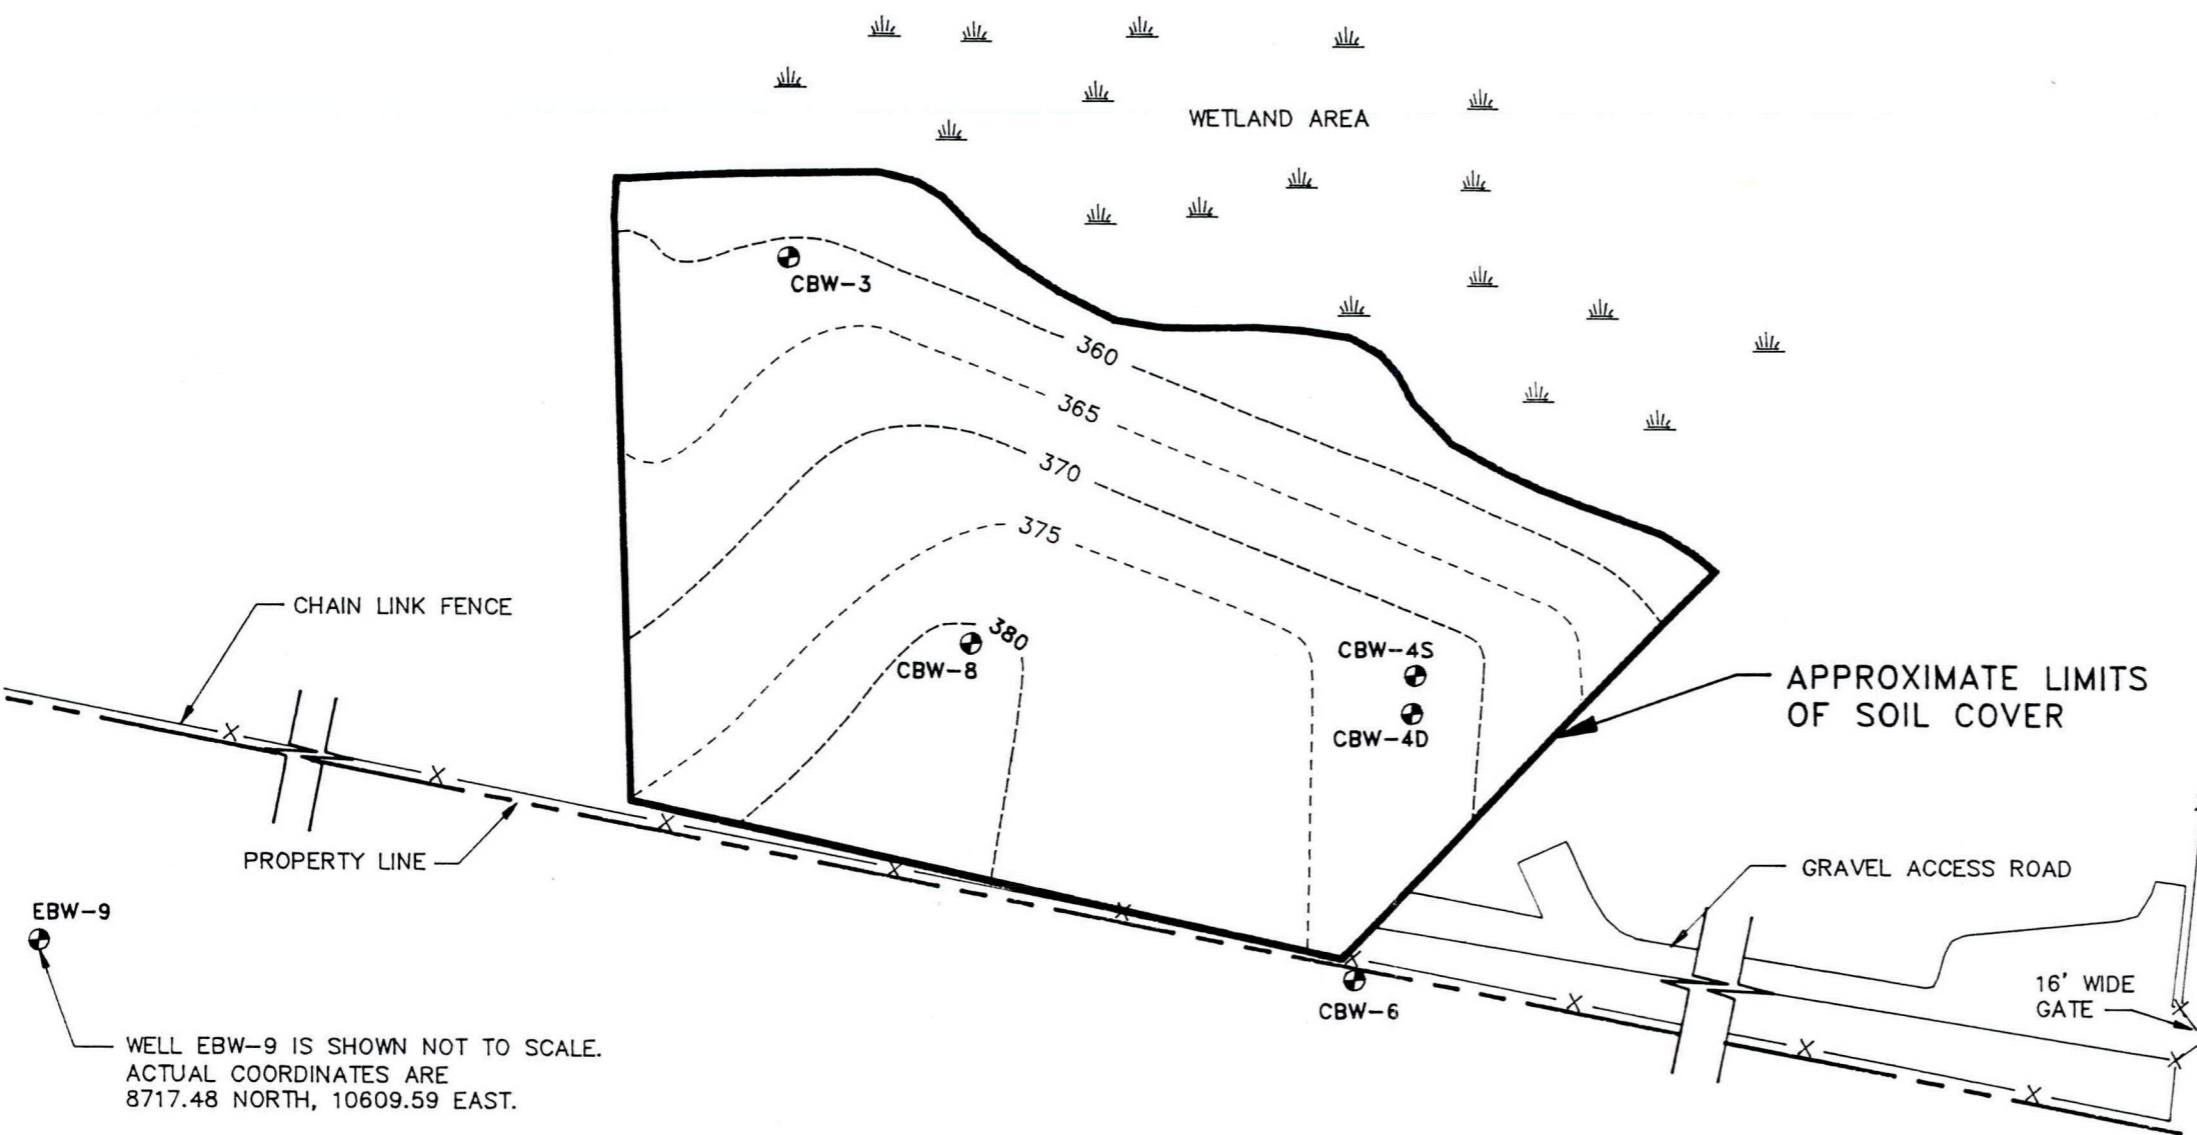 WETLAND AREA
CBW-3
360
365
370
375
380
CHAIN LINK FENCE
CBW-8
CBW-4S
CBW-4D
APPROXIMATE LIMITS
OF SOIL COVER
PROPERTY LINE
GRAVEL ACCESS ROAD
EBW-9
16' WIDE
GATE
CBW-6
WELL EBW-9 IS SHOWN NOT TO SCALE.
ACTUAL COORDINATES ARE
8717.48 NORTH, 10609.59 EAST.